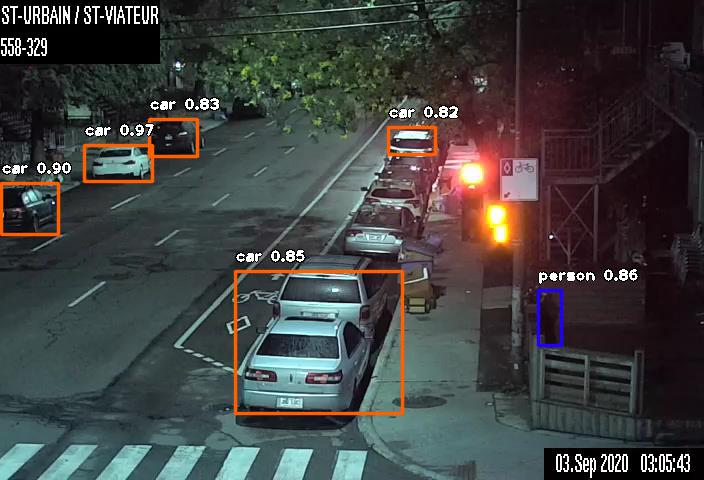 ST-URBAIN / ST-VIATEUR
558-329
car 0.83
car 0.97
car 0.82
car 0.90
car 0.85
person 0.86
03.Sep 2020 03:05:43